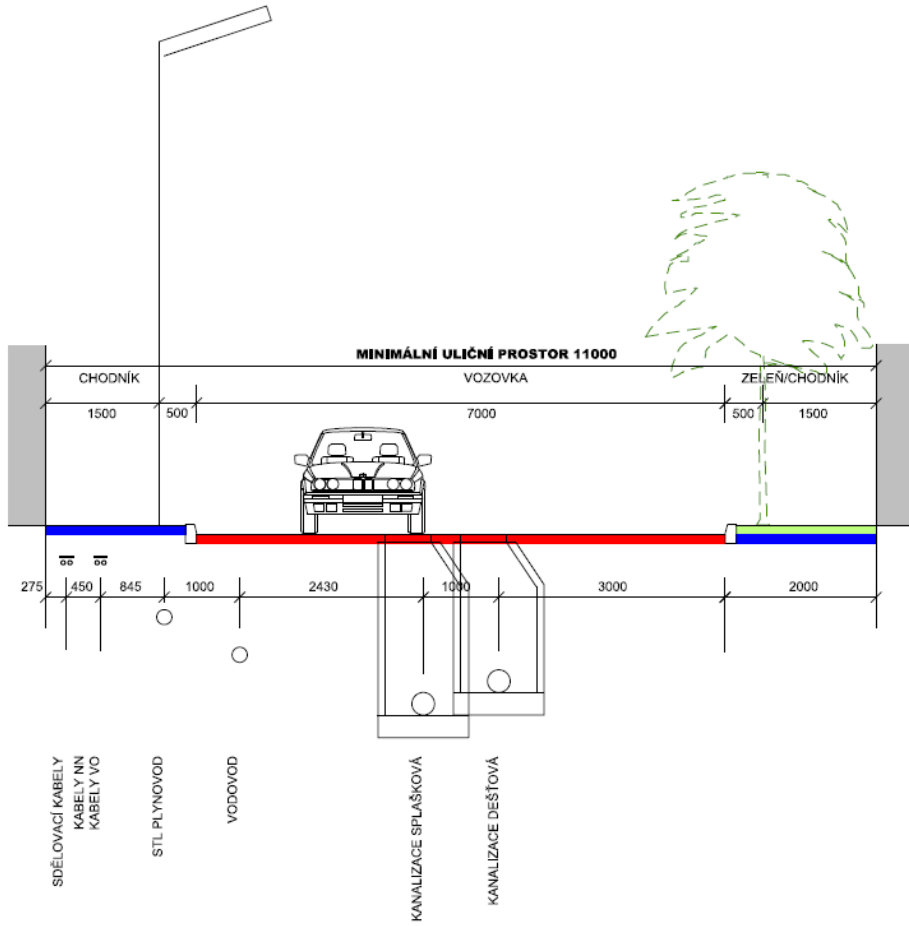 MINIMÁLNÍ ULIČNÍ PROSTOR 11000
CHODNÍK
VOZOVKA
ZELEŇ/CHODNÍK
1500
500
7000
500
1500
275
450
845
1000
2430
1000
3000
2000
SDĚLOVACÍ KABELY
KABELY NN
KABELY VO
STL PLYNOVOD
VODOVOD
KANALIZACE SPLAŠKOVÁ
KANALIZACE DEŠŤOVÁ